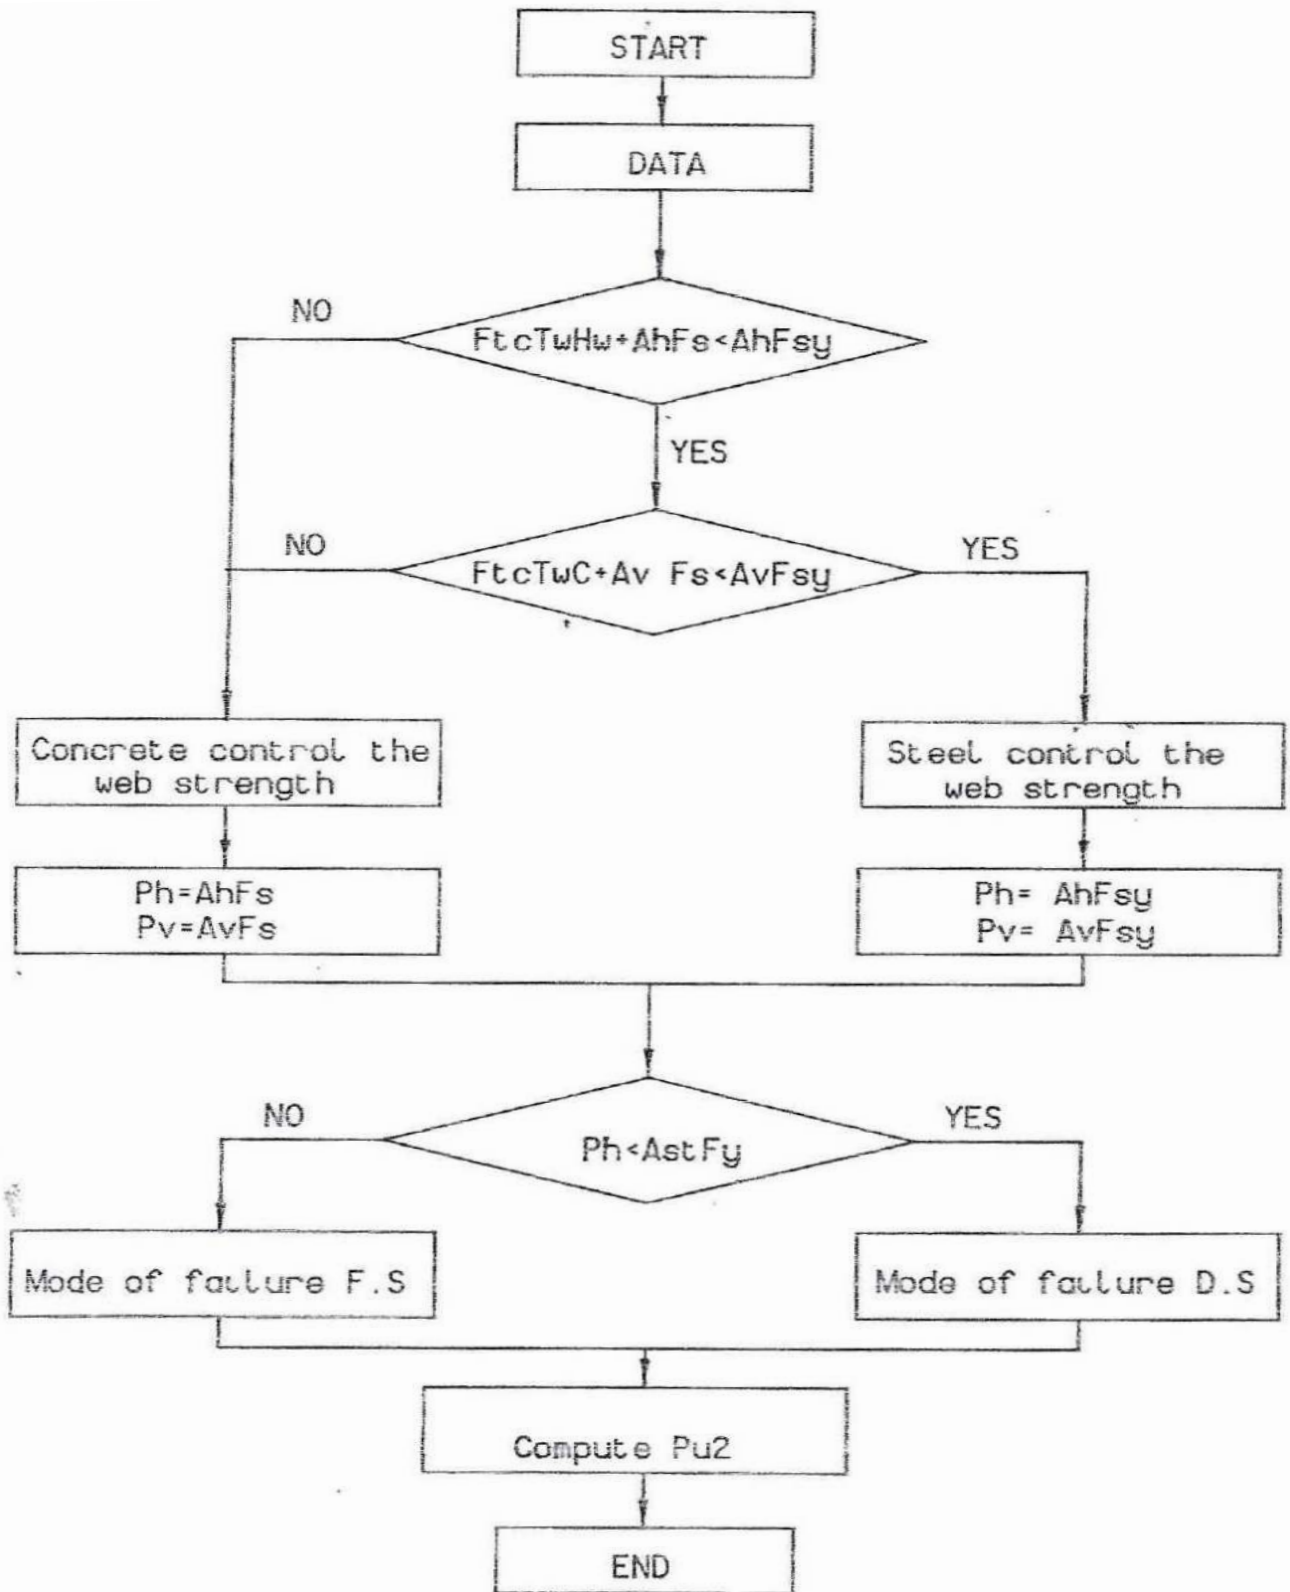 START
DATA
NO
FtcTwHw+AhFs<AhFsy
YES
NO
FtcTwC+Av Fs<AvFsy
YES
Concrete control the
web strength
Steel control the
web strength
Ph=AhFs
Pv=AvFs
Ph= AhFsy
Pv= AvFsy
NO
Ph<AstFy
YES
Mode of failure F.S
Mode of failure D.S
Compute Pu2
END